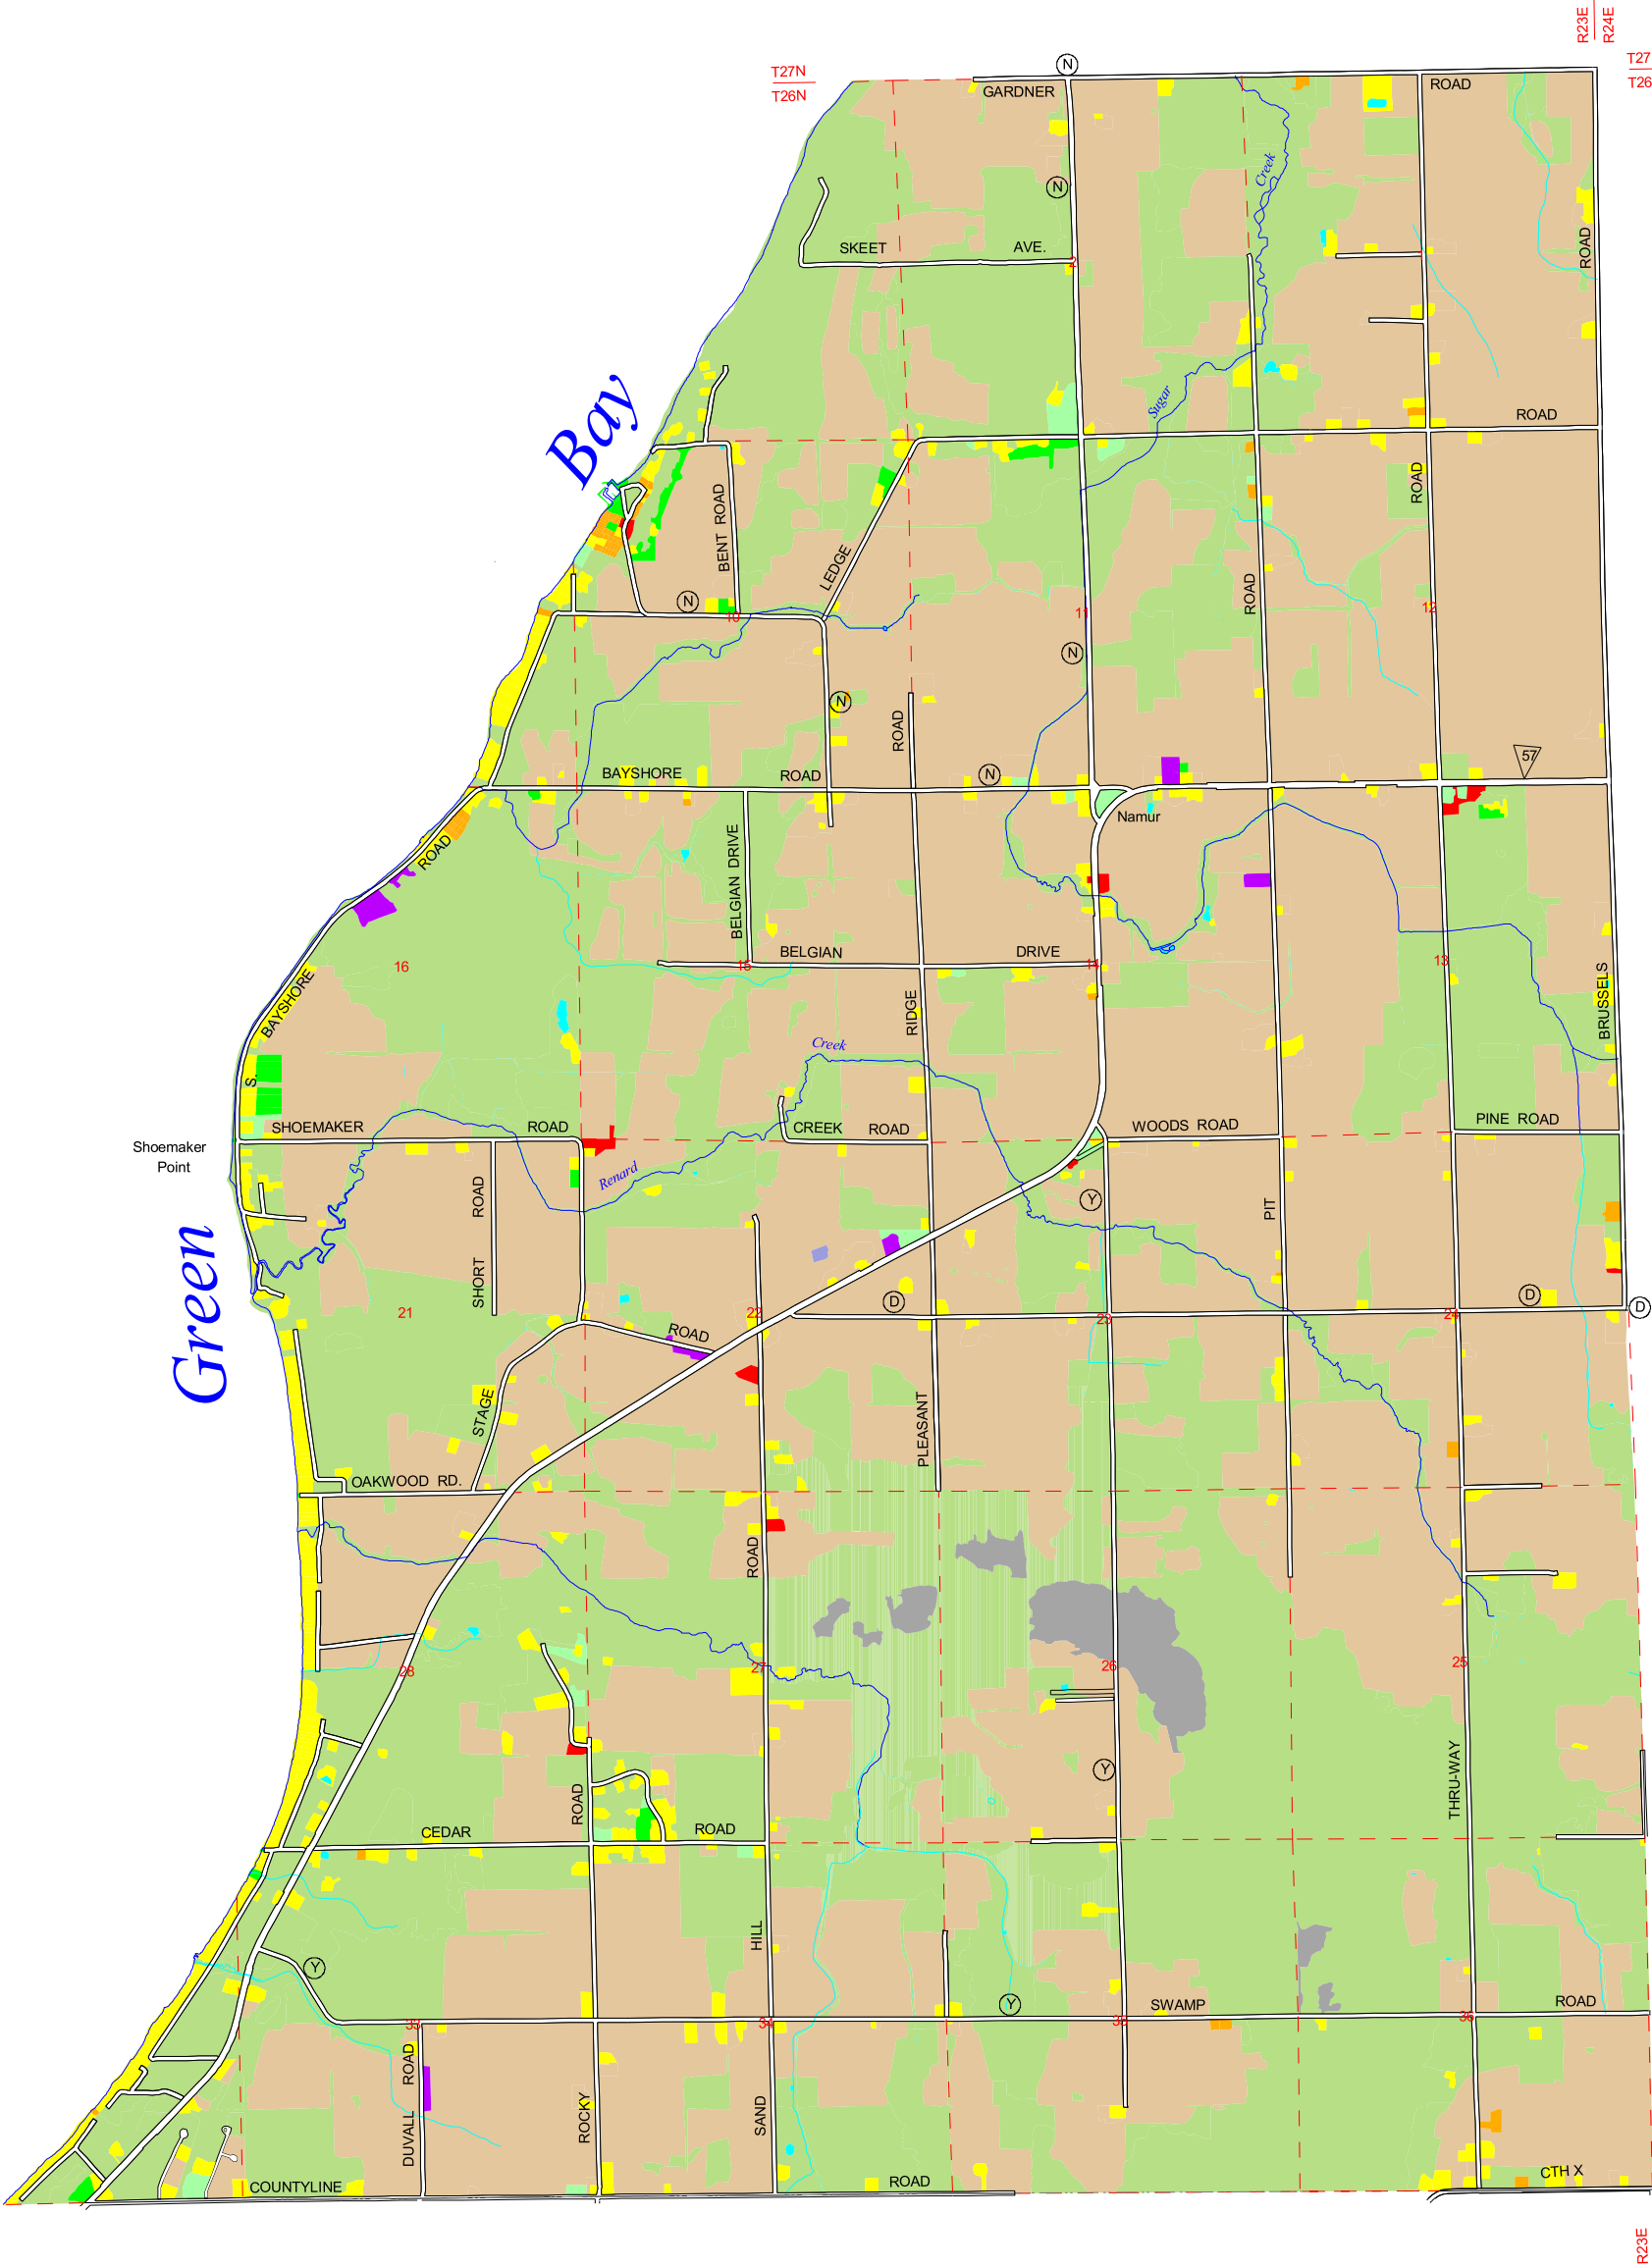 R23E
R24E
T27N
T26N
T27
T26
N
GARDNER
ROAD
Creek
N
SKEET
AVE.
ROAD
2
Bay
Sugar
ROAD
ROAD
BENT ROAD
LEDGE
ROAD
N
10
11
12
N
N
ROAD
57
BAYSHORE
ROAD
N
Namur
ROAD
BELGIAN DRIVE
BELGIAN
DRIVE
16
15
14
13
BAYSHORE
RIDGE
BRUSSELS
Creek
S.
SHOEMAKER
ROAD
CREEK
ROAD
WOODS ROAD
PINE ROAD
Shoemaker
Point
Renard
ROAD
Y
PIT
Green
SHORT
D
D
D
21
22
23
24
ROAD
STAGE
PLEASANT
OAKWOOD RD.
ROAD
28
27
26
25
Y
THRU-WAY
ROAD
CEDAR
ROAD
HILL
Y
Y
SWAMP
ROAD
33
34
35
36
ROAD
DUVALL
ROCKY
SAND
COUNTYLINE
ROAD
CTH X
R23E